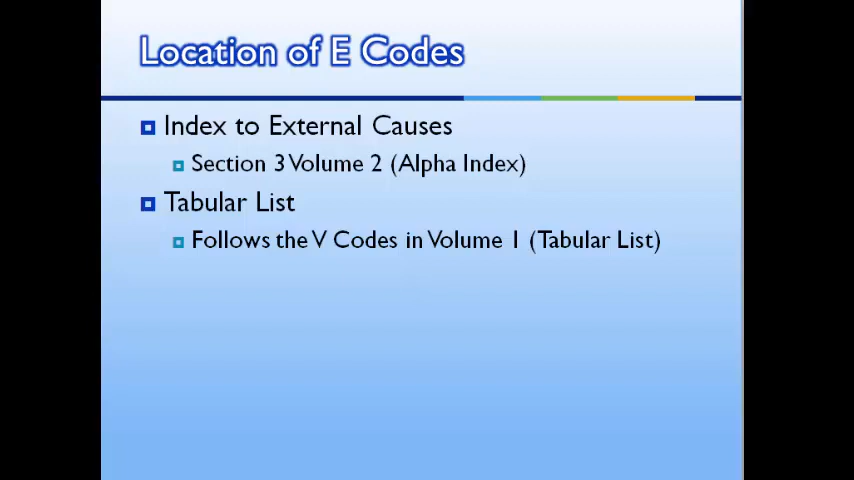 Location of E Codes
Index to External Causes
Section 3 Volume 2 (Alpha Index)
Tabular List
Follows the V Codes in Volume 1 (Tabular List)